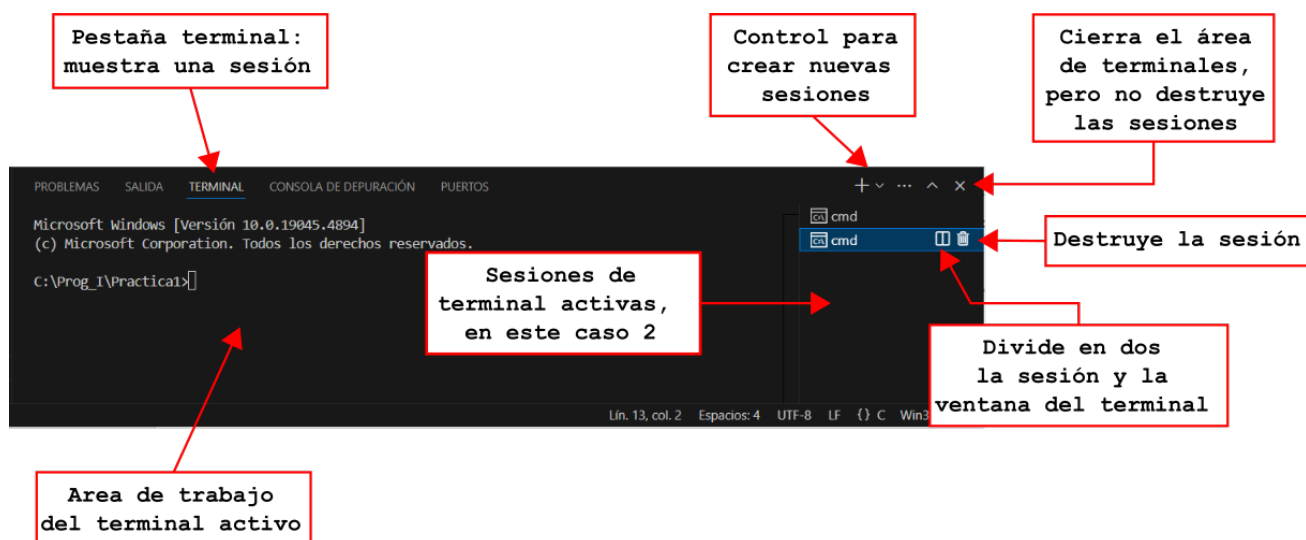 Pestaña terminal:
muestra una sesión
Control para
crear nuevas
sesiones
Cierra el área
de terminales,
pero no destruye
las sesiones
PROBLEMAS SALIDA TERMINAL CONSOLA DE DEPURACIÓN PUERTOS
Microsoft Windows [Versión 10.0.19045.4894]
(c) Microsoft Corporation. Todos los derechos reservados.
C:\Prog_I\Practica1>
cmd
cmd
Destruye la sesión
Sesiones de
terminal activas,
en este caso 2
Divide en dos
la sesión y la
ventana del terminal
Lín. 13, col. 2 Espacios: 4 UTF-8 LF {} C Win3
Area de trabajo
del terminal activo